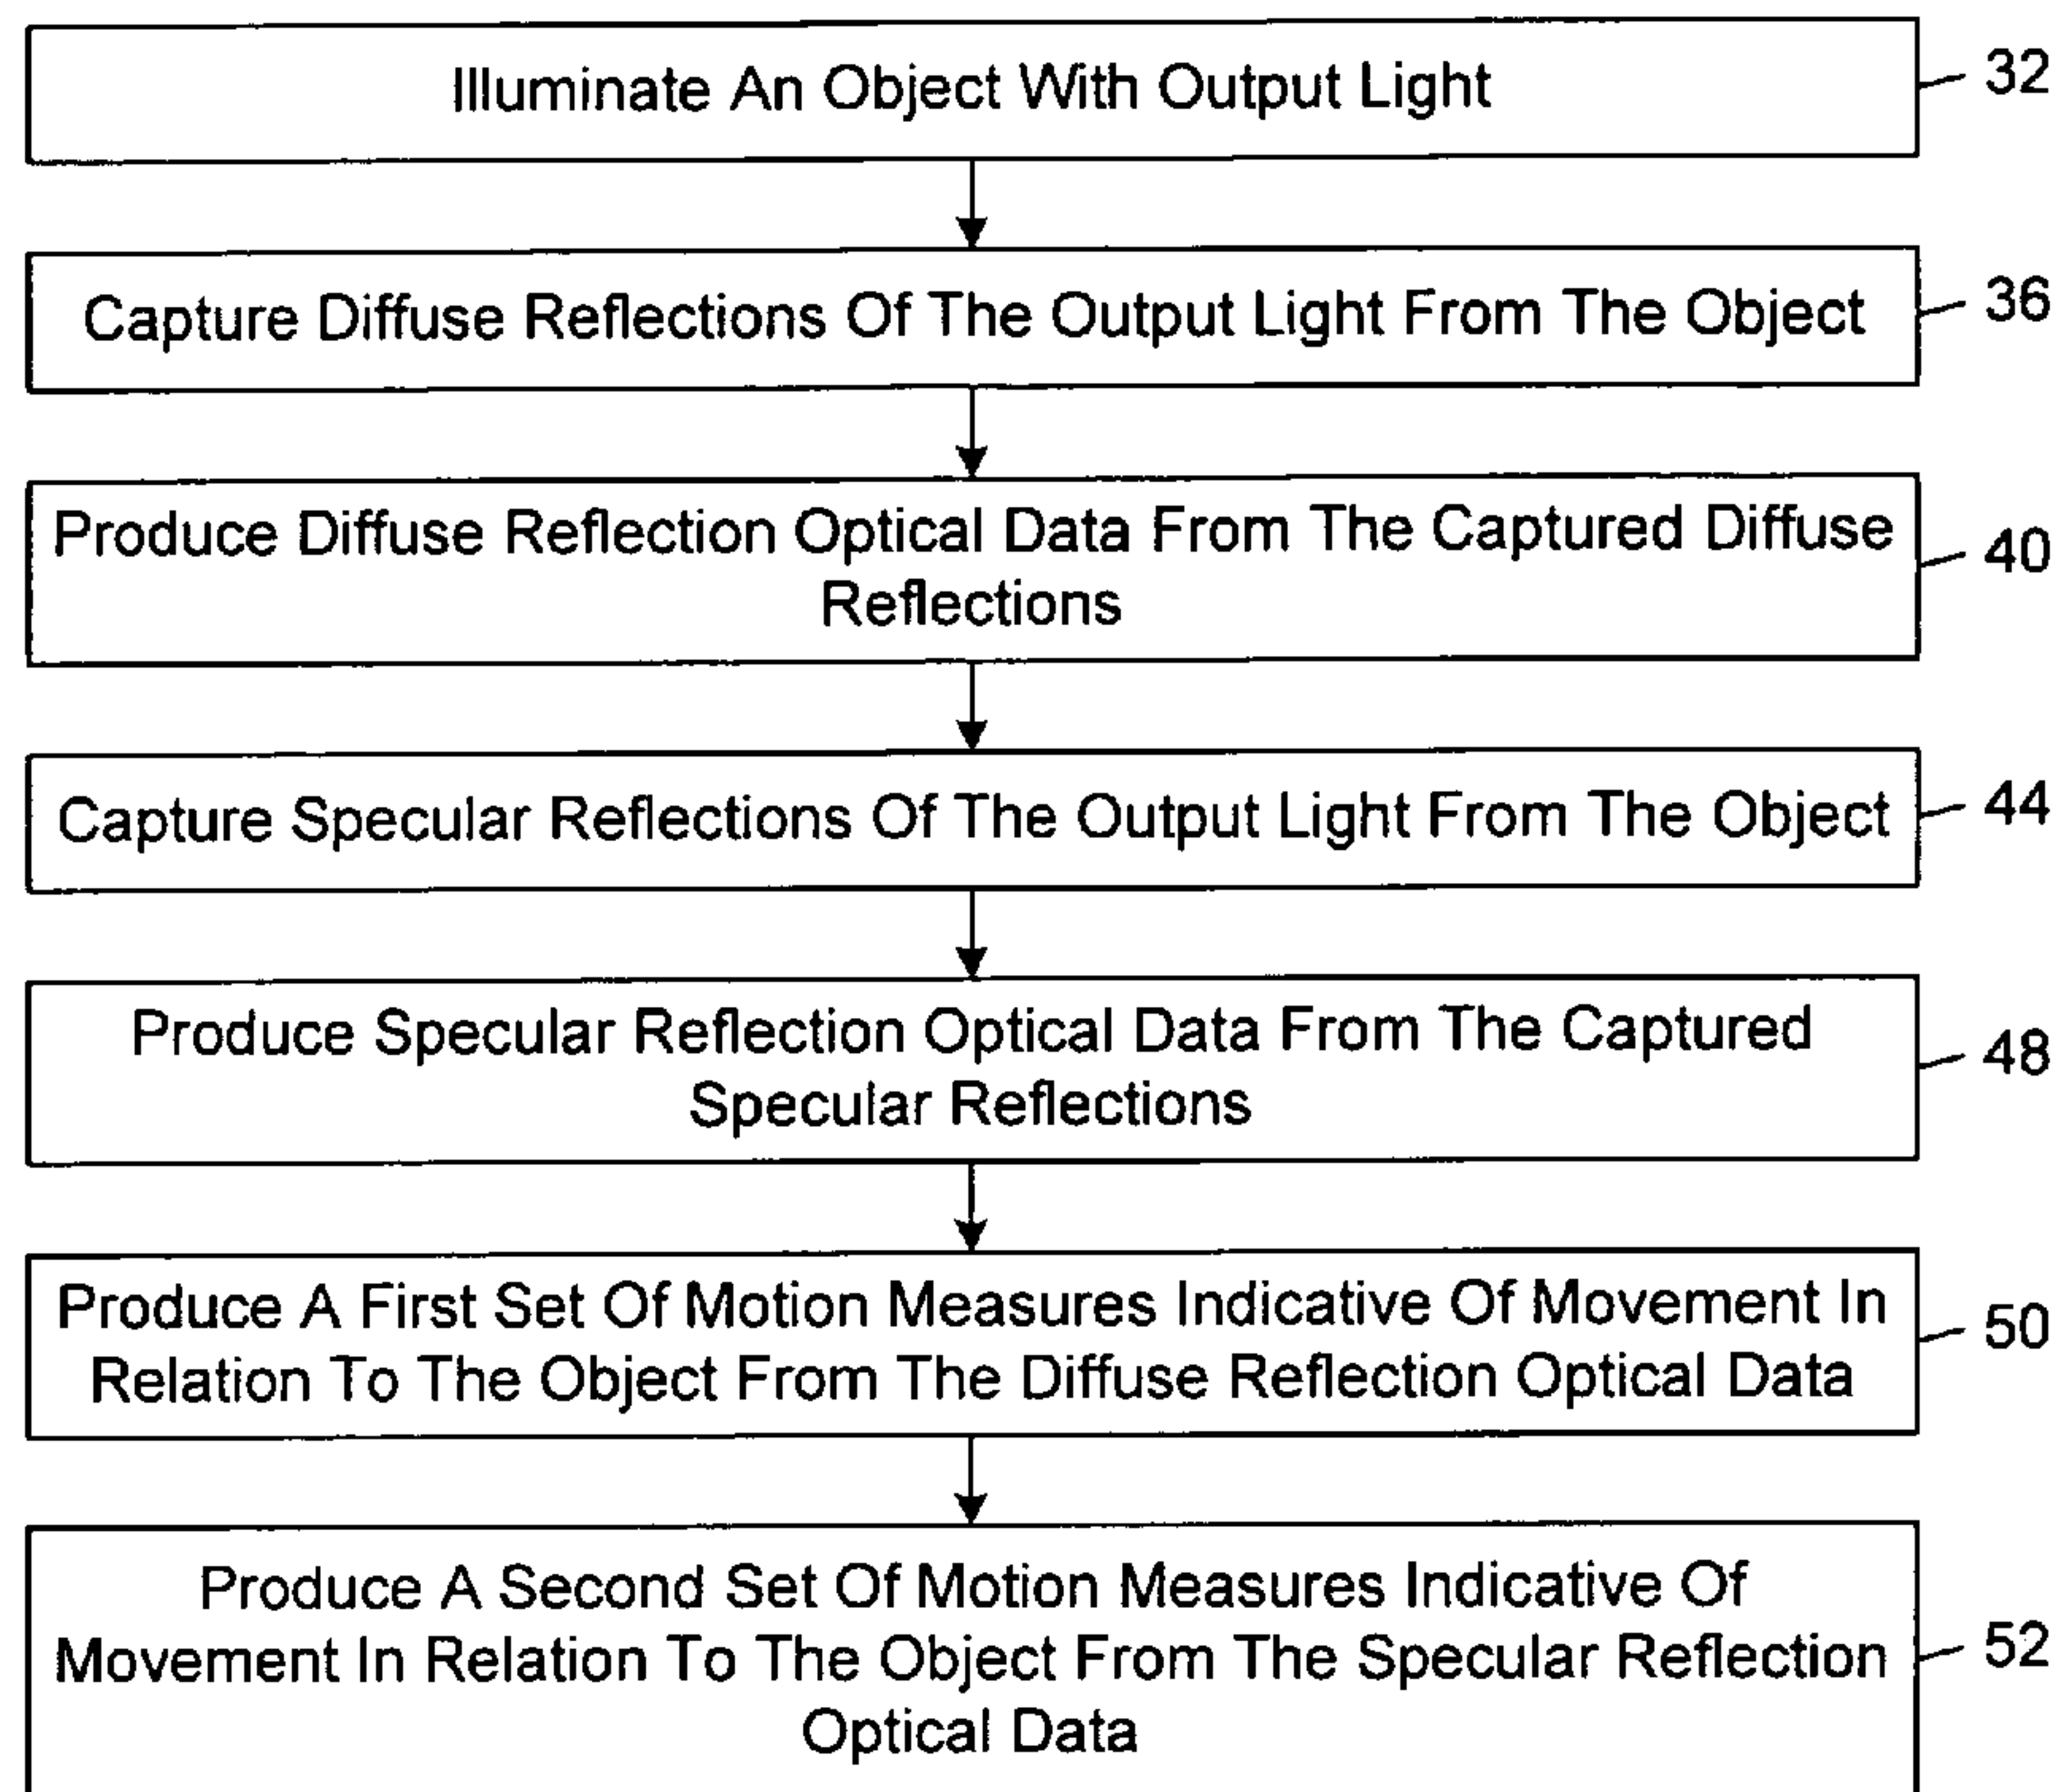 Illuminate An Object With Output Light
32
Capture Diffuse Reflections Of The Output Light From The Object
36
Produce Diffuse Reflection Optical Data From The Captured Diffuse
Reflections
40
Capture Specular Reflections Of The Output Light From The Object
44
Produce Specular Reflection Optical Data From The Captured
Specular Reflections
48
Produce A First Set Of Motion Measures Indicative Of Movement In
Relation To The Object From The Diffuse Reflection Optical Data
50
Produce A Second Set Of Motion Measures Indicative Of
Movement In Relation To The Object From The Specular Reflection
Optical Data
52